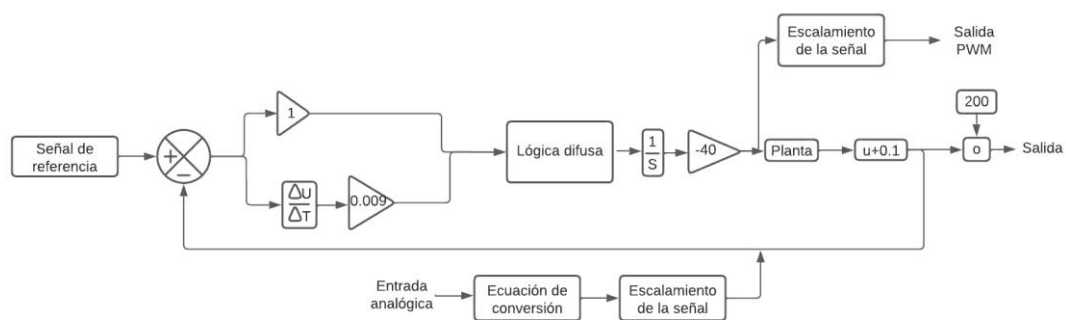 Escalamiento
de la señal
Salida
PWM
200
1
Señal de
referencia
+
−
Lógica difusa
1
S
-40
Planta
u+0.1
o
Salida
ΔU
ΔT
0.009
Entrada
analógica
Ecuación de
conversión
Escalamiento
de la señal